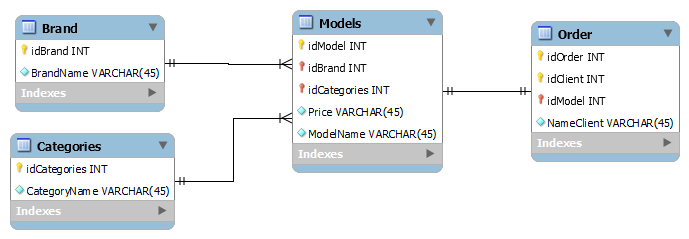 Brand
idBrand INT
BrandName VARCHAR(45)
Indexes
Categories
idCategories INT
CategoryName VARCHAR(45)
Indexes
Models
idModel INT
idBrand INT
idCategories INT
Price VARCHAR(45)
ModelName VARCHAR(45)
Indexes
Order
idOrder INT
idClient INT
idModel INT
NameClient VARCHAR(45)
Indexes